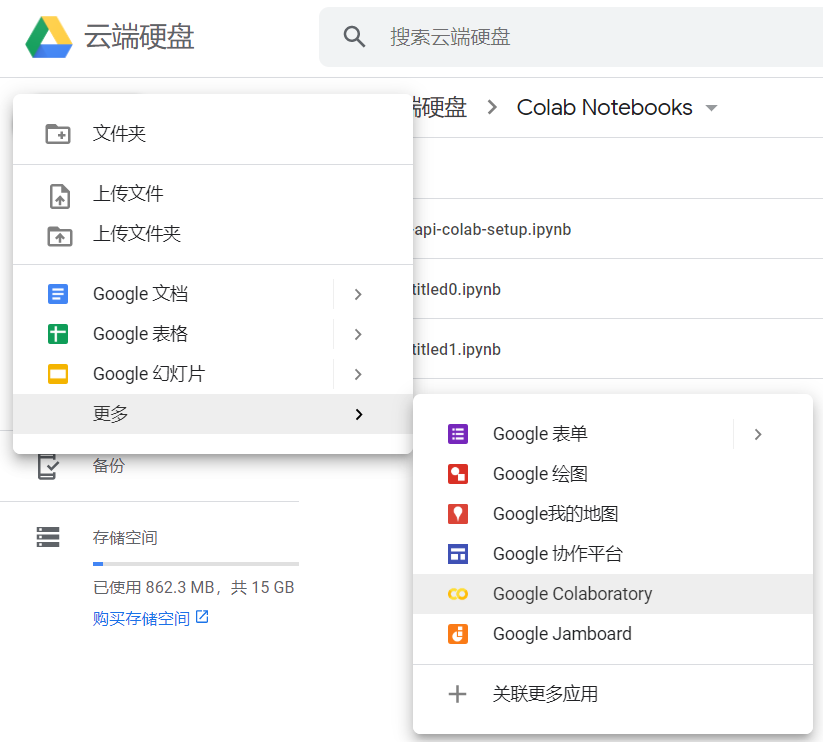 云端硬盘
搜索云端硬盘
硬盘 > Colab Notebooks
文件夹
上传文件
上传文件夹
Google 文档
Google 表格
Google 幻灯片
更多
api-colab-setup.ipynb
titled0.ipynb
titled1.ipynb
备份
存储空间
已使用 862.3 MB，共 15 GB
购买存储空间
Google 表单
Google 绘图
Google我的地图
Google 协作平台
Google Colaboratory
Google Jamboard
关联更多应用